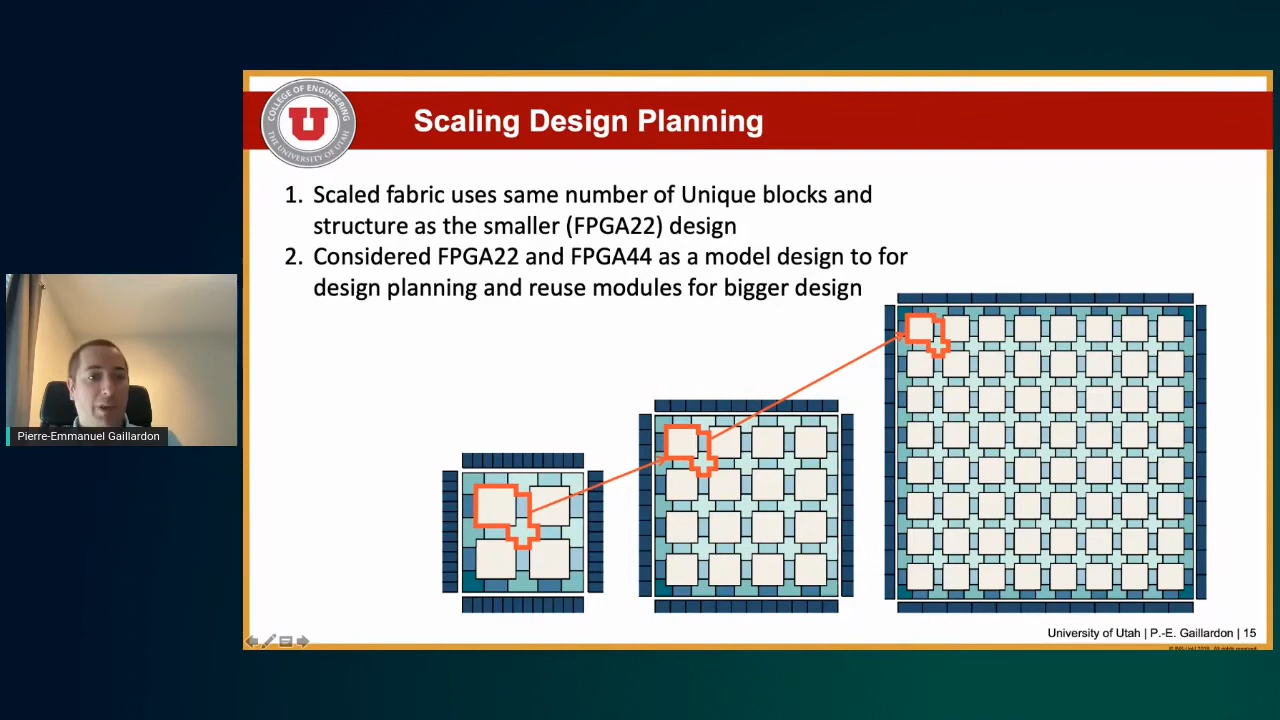 COLLEGE OF ENGINEERING
THE UNIVERSITY OF UTAH
U
Scaling Design Planning
1. Scaled fabric uses same number of Unique blocks and
structure as the smaller (FPGA22) design
2. Considered FPGA22 and FPGA44 as a model design to for
design planning and reuse modules for bigger design
Pierre-Emmanuel Gaillardon
University of Utah | P.-E. Gaillardon | 15